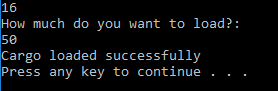 16
How much do you want to load?:
50
Cargo loaded successfully
Press any key to continue . . .